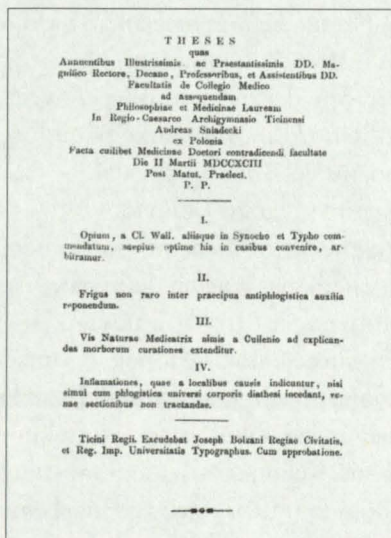 THESES
quas
Annuentibus Illustrissimis ac Praestantissimis DD. Ma-
gnifico Rectore, Decano, Professoribus, et Assistentibus DD.
Facultatis de Collegio Medico
ad assequendam
Philosophiae et Medicinae Lauream
In Regio-Caesareo Archigymnasio Ticinensi
Andreas Sniadecki
ex Polonia
Facta cuilibet Medicinae Doctori contradicendi facultate
Die II Martii MDCCXCIII
Post Matut. Praelect.
P. P.
I.
Opium, a Cl. Wall. aliisque in Synocho et Typho com-
mendatum, saepius optime his in casibus convenire, ar-
bitramur.
II.
Frigus non raro inter praecipua antiphlogistica auxilia
reponendum.
III.
Vis Naturae Medicatrix nimis a Cullenio ad explican-
das morborum curationes extenditur.
IV.
Inflamationes, quae a localibus causis indicuntur, nisi
simul cum phlogistica universi corporis diathesi incedant, ve-
nae sectionibus non tractandae.
Ticini Regii. Excudebat Joseph Bolzani Regiae Civitatis,
et Reg. Imp. Universitatis Typographus. Cum approbatione.